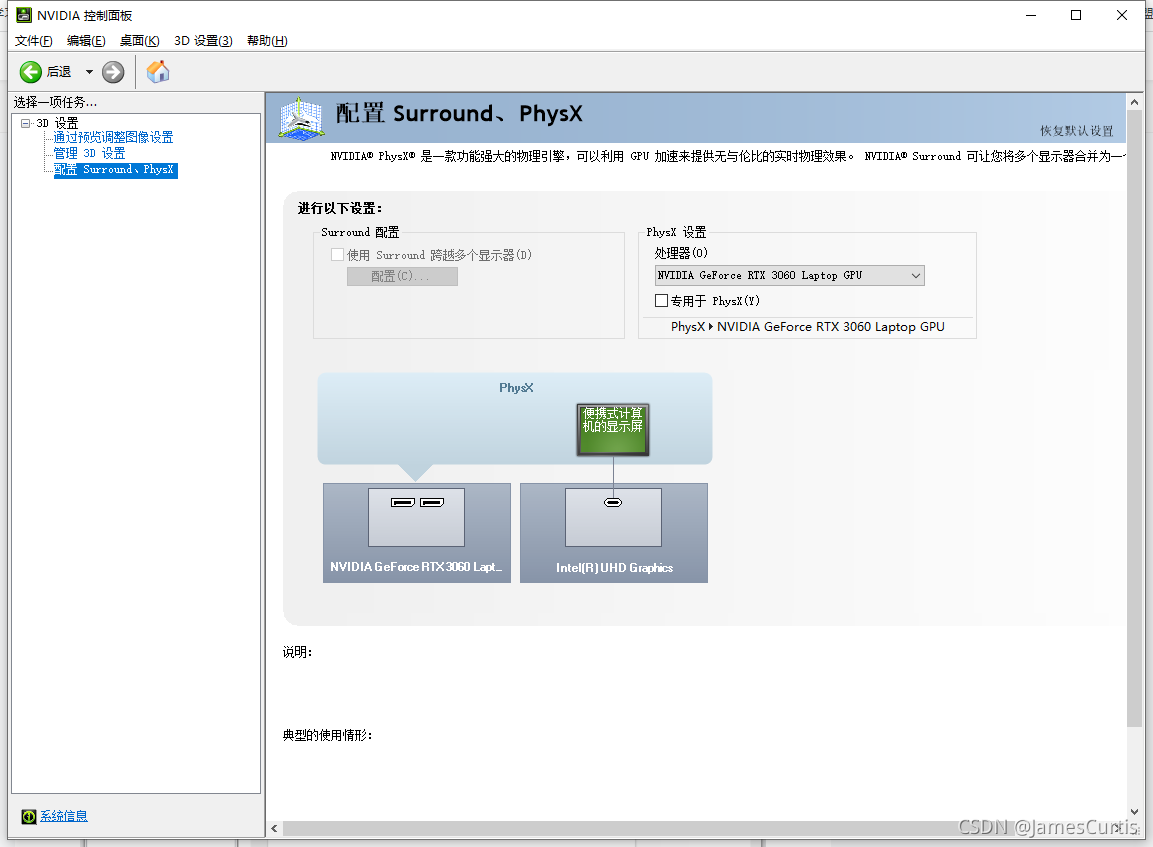 NVIDIA 控制面板
文件(F) 编辑(E) 桌面(K) 3D 设置(3) 帮助(H)
后退
选择一项任务...
3D 设置
通过预览调整图像设置
管理 3D 设置
配置 Surround、PhysX
系统信息
配置 Surround、PhysX
恢复默认设置
NVIDIA® PhysX® 是一款功能强大的物理引擎，可以利用 GPU 加速来提供无与伦比的实时物理效果。 NVIDIA® Surround 可让您将多个显示器合并为一个
进行以下设置：
Surround 配置
使用 Surround 跨越多个显示器(D)
配置(C)...
PhysX 设置
处理器(O)
NVIDIA GeForce RTX 3060 Laptop GPU
专用于 PhysX(Y)
PhysX NVIDIA GeForce RTX 3060 Laptop GPU
PhysX
便携式计算
机的显示屏
NVIDIA GeForce RTX 3060 Lapt...
Intel(R) UHD Graphics
说明：
典型的使用情形：
CSDN @JamesCurtis